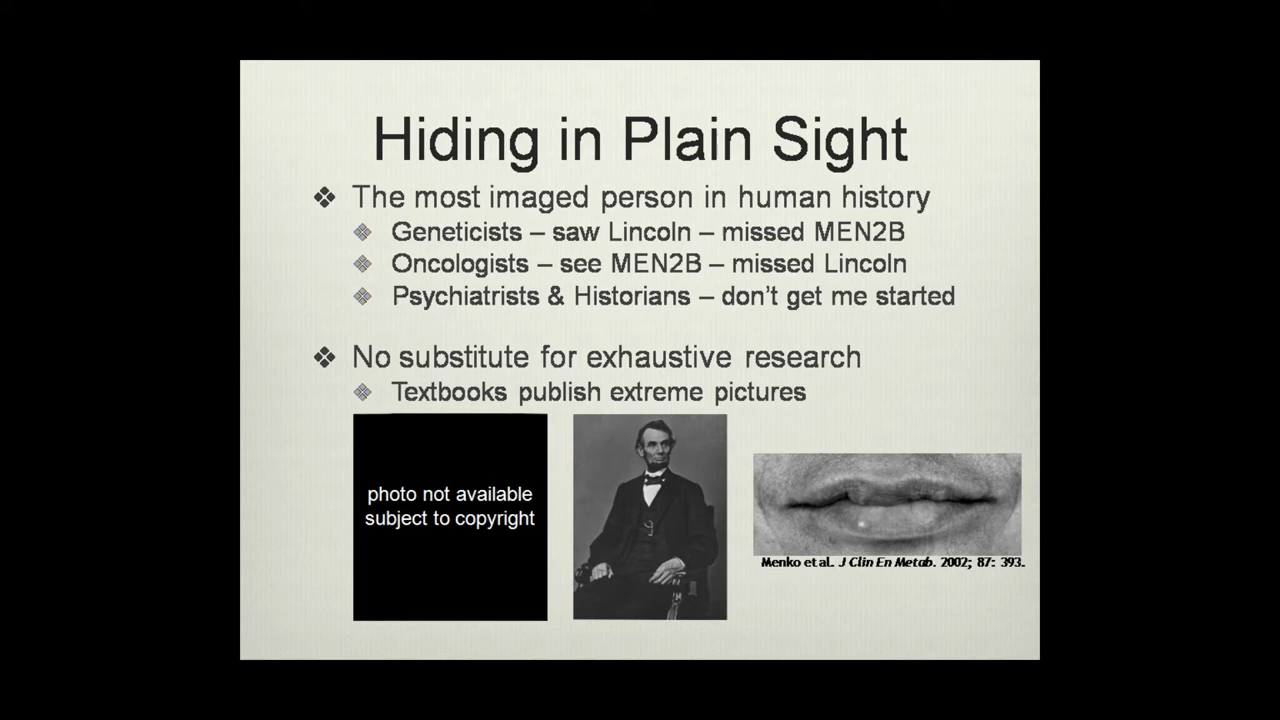 Hiding in Plain Sight
The most imaged person in human history
Geneticists – saw Lincoln – missed MEN2B
Oncologists – see MEN2B – missed Lincoln
Psychiatrists & Historians – don’t get me started
No substitute for exhaustive research
Textbooks publish extreme pictures
photo not available
subject to copyright
Menko et al. J Clin En Metab. 2002; 87: 393.